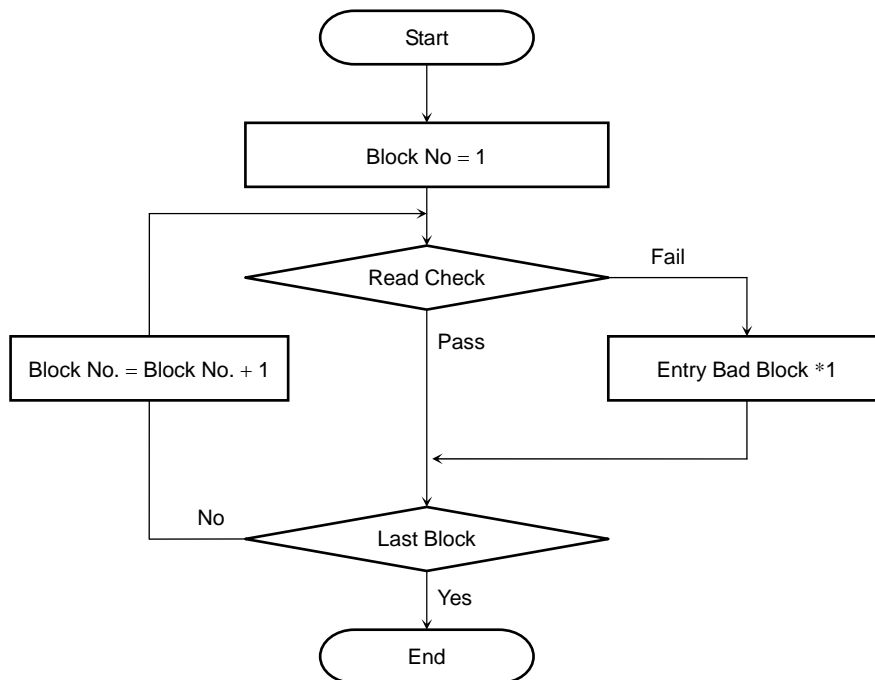 Start
Block No = 1
Read Check
Fail
Pass
Block No. = Block No. + 1
Entry Bad Block *1
No
Last Block
Yes
End